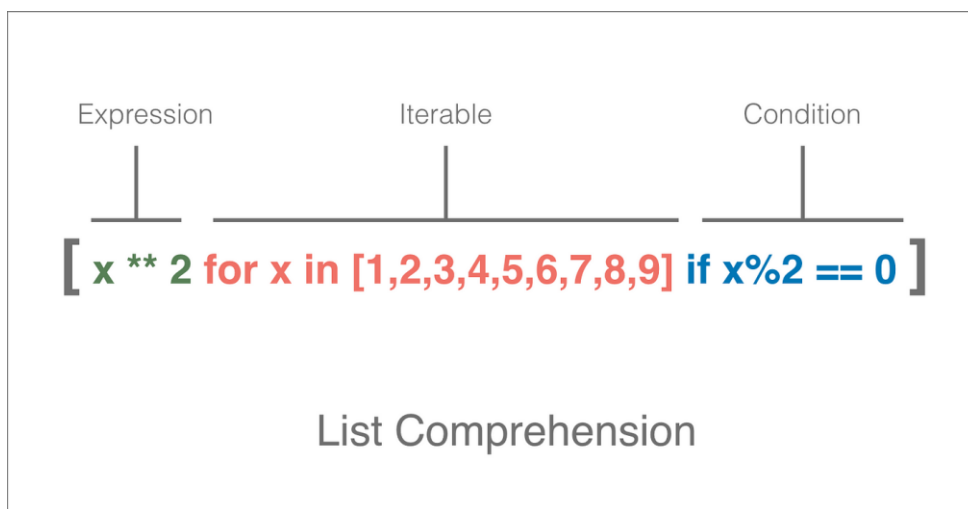 Expression Iterable Condition
[ x ** 2 for x in [1,2,3,4,5,6,7,8,9] if x%2 == 0 ]
List Comprehension